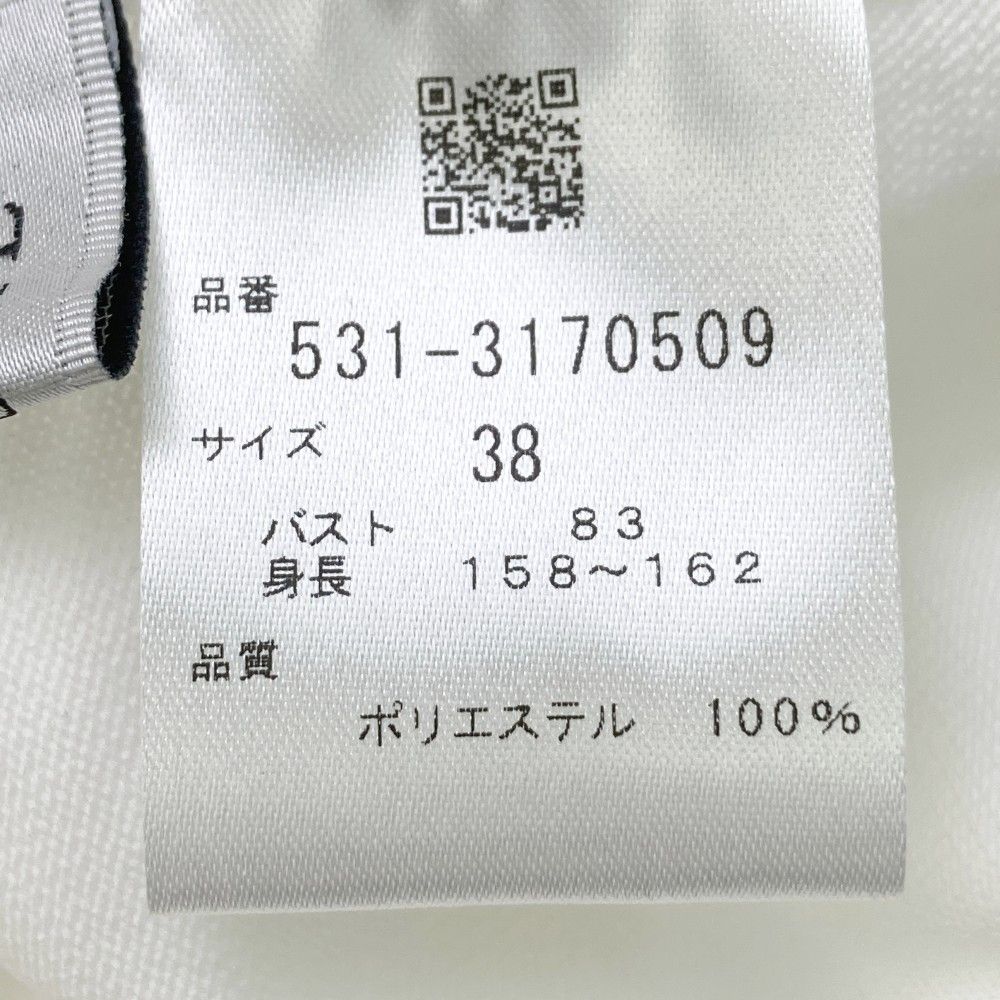 品番
531-3170509
サイズ 38
バスト 83
身長 158～162
品質
ポリエステル 100%